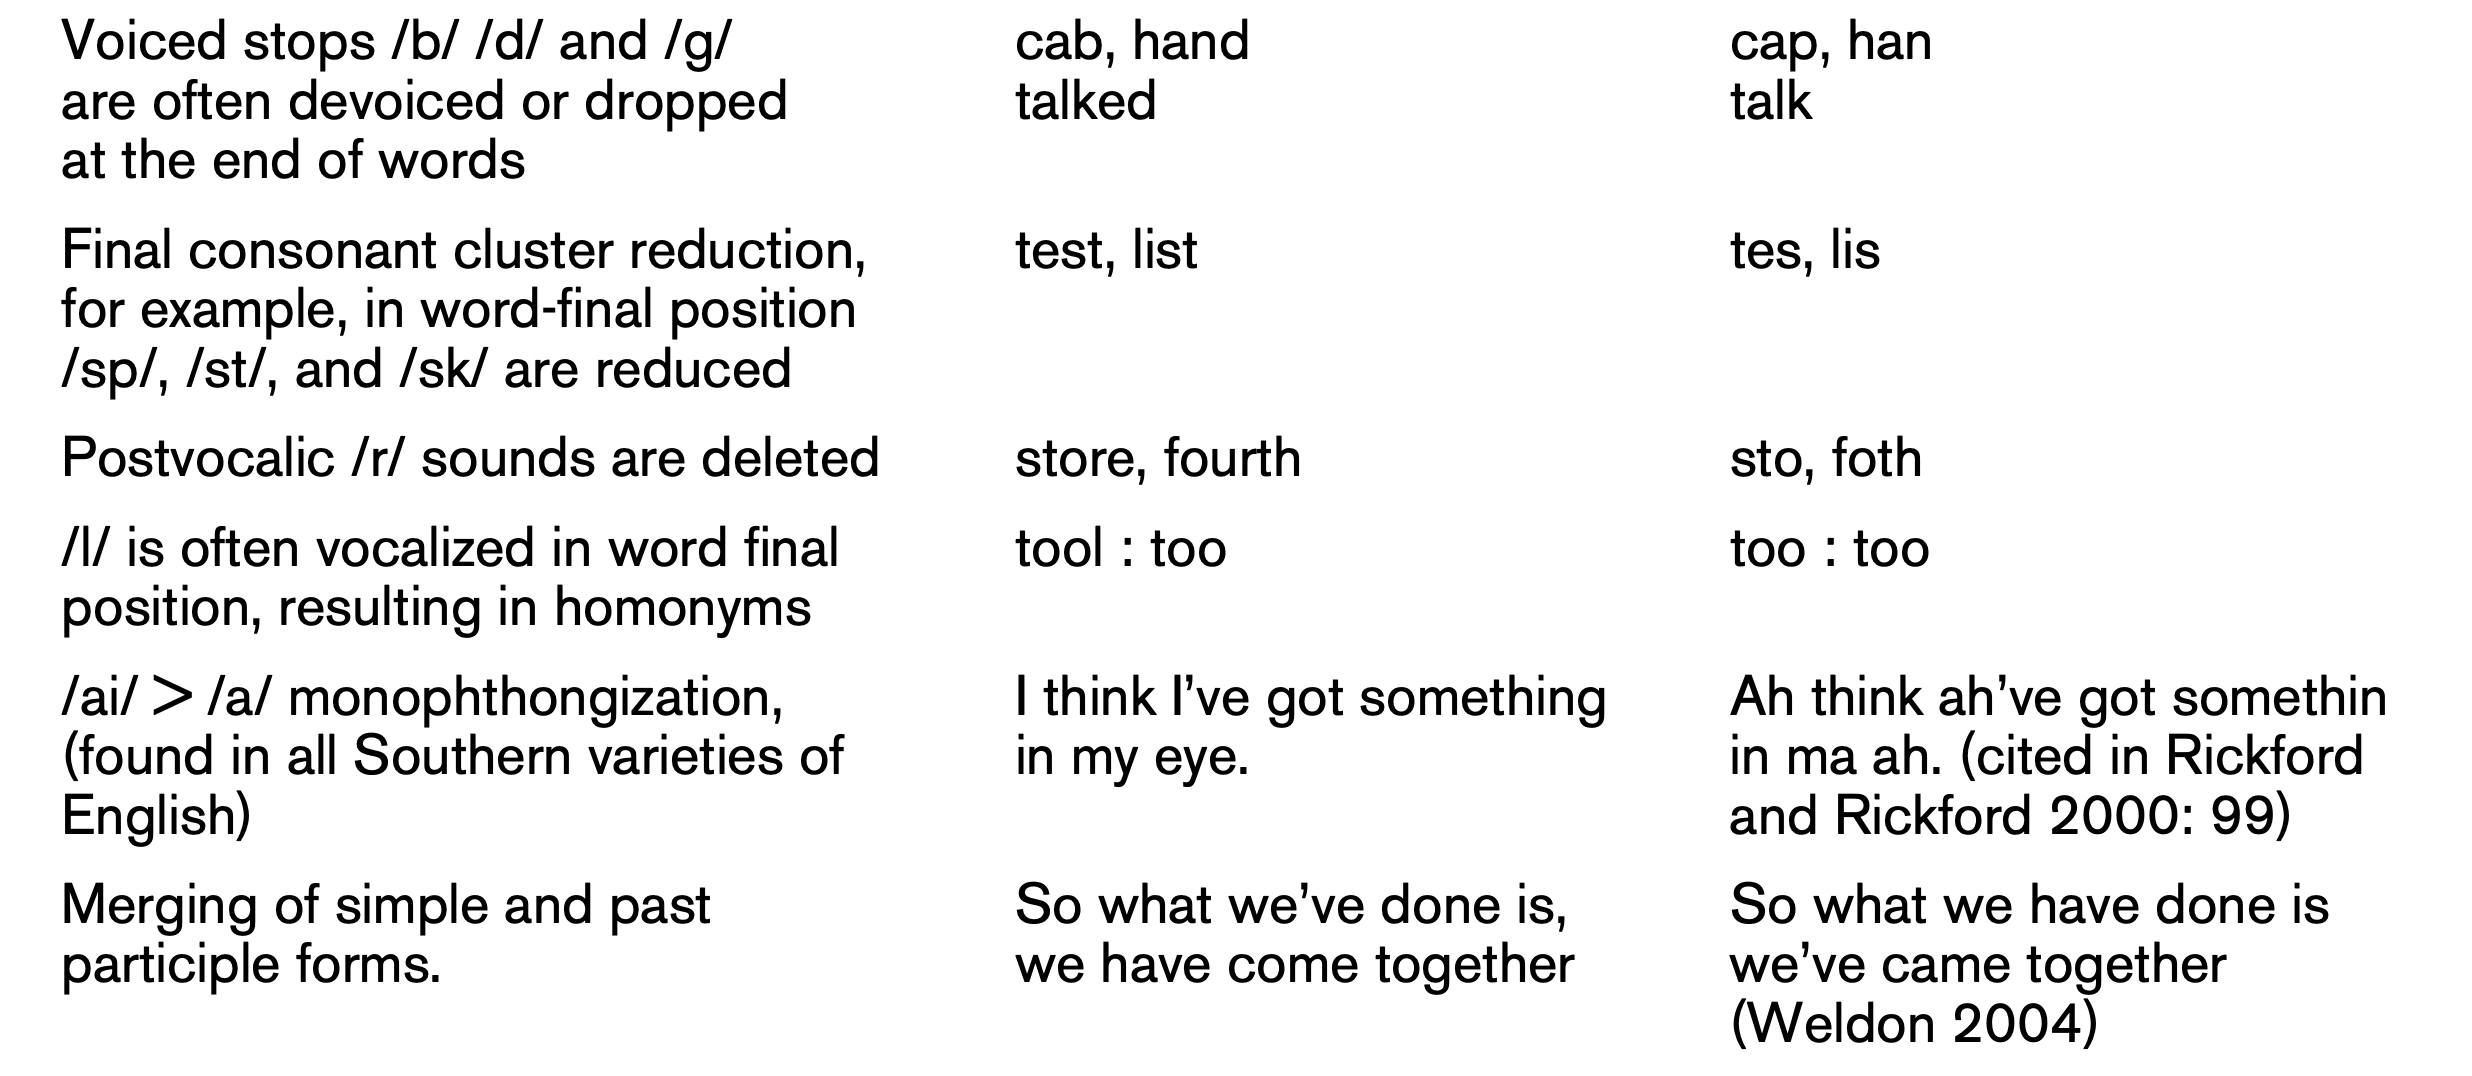 Voiced stops /b/ /d/ and /g/ cab, hand cap, han
are often devoiced or dropped talked talk
at the end of words
Final consonant cluster reduction, test, list tes, lis
for example, in word-final position
/sp/, /st/, and /sk/ are reduced
Postvocalic /r/ sounds are deleted store, fourth sto, foth
/l/ is often vocalized in word final tool : too too : too
position, resulting in homonyms
/ai/ > /a/ monophthongization, I think I’ve got something Ah think ah’ve got somethin
(found in all Southern varieties of in my eye. in ma ah. (cited in Rickford
English) and Rickford 2000: 99)
Merging of simple and past So what we’ve done is, So what we have done is
participle forms. we have come together we’ve came together
(Weldon 2004)